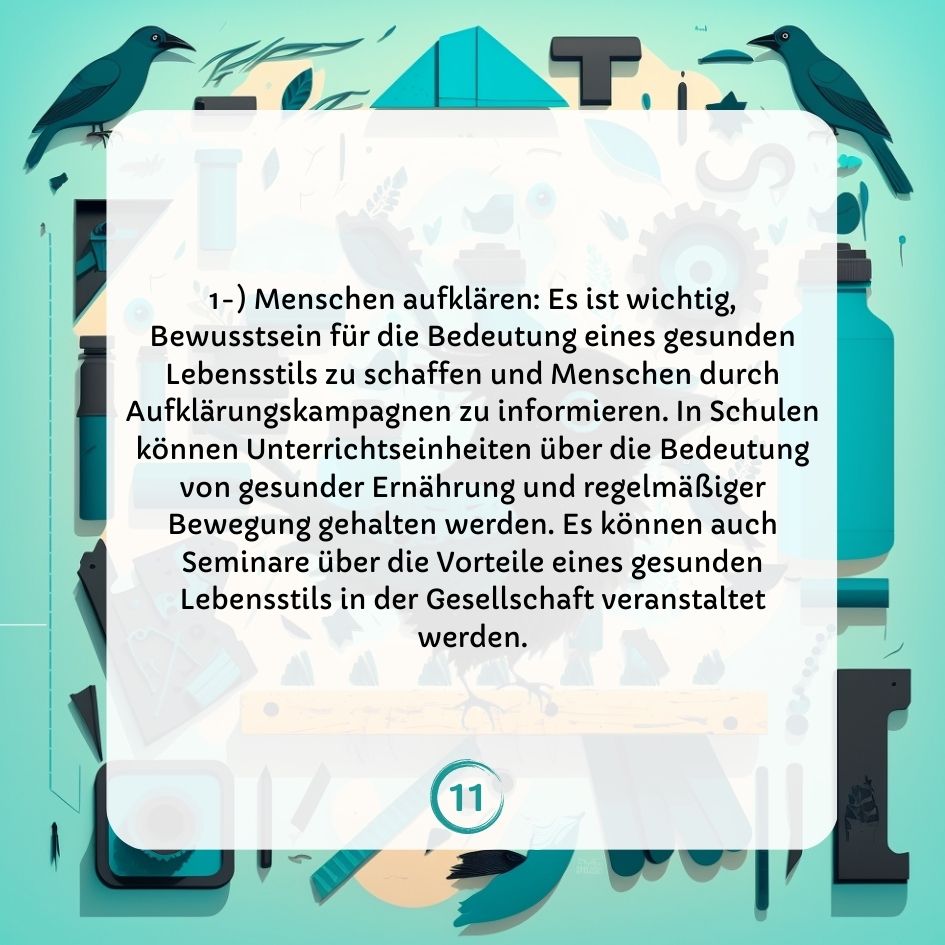 1-) Menschen aufklären: Es ist wichtig,
Bewusstsein für die Bedeutung eines gesunden
Lebensstils zu schaffen und Menschen durch
Aufklärungskampagnen zu informieren. In Schulen
können Unterrichtseinheiten über die Bedeutung
von gesunder Ernährung und regelmäßiger
Bewegung gehalten werden. Es können auch
Seminare über die Vorteile eines gesunden
Lebensstils in der Gesellschaft veranstaltet
werden.
11